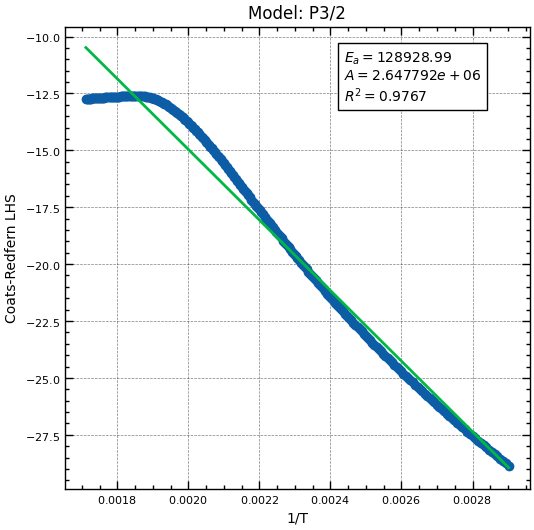 Model: P3/2
−10.0
−12.5
−15.0
−17.5
−20.0
−22.5
−25.0
−27.5
Coats-Redfern LHS
E_a = 128928.99
A = 2.647792e + 06
R² = 0.9767
0.0018 0.0020 0.0022 0.0024 0.0026 0.0028
1/T